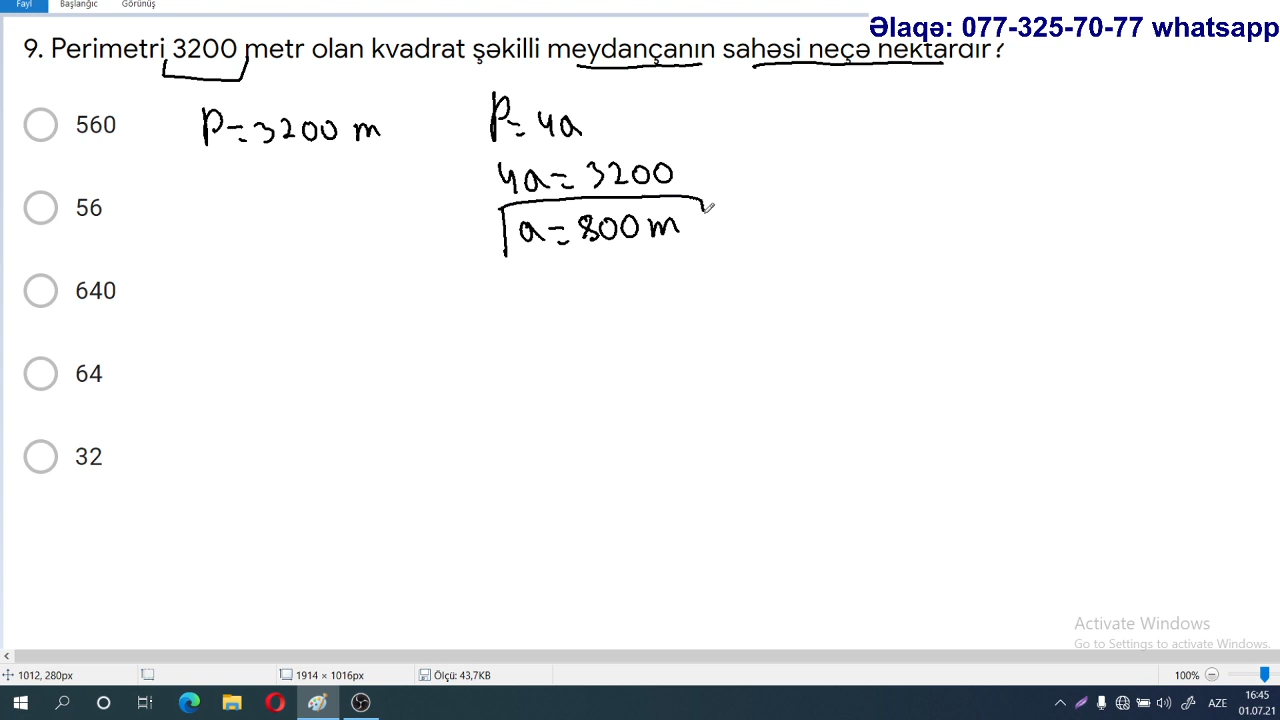 Fayl Başlanğıc Görünüş
Əlaqə: 077-325-70-77 whatsapp
9. Perimetri 3200 metr olan kvadrat şəkilli meydançanın sahəsi neçə hektardır?
560
P=3200 m
P=4a
4a=3200
56
a=800m
640
64
32
Activate Windows
Go to Settings to activate Windows.
1012, 280px
1914 × 1016px
Ölçü: 43,7KB
100%
AZE
16:45
01.07.21